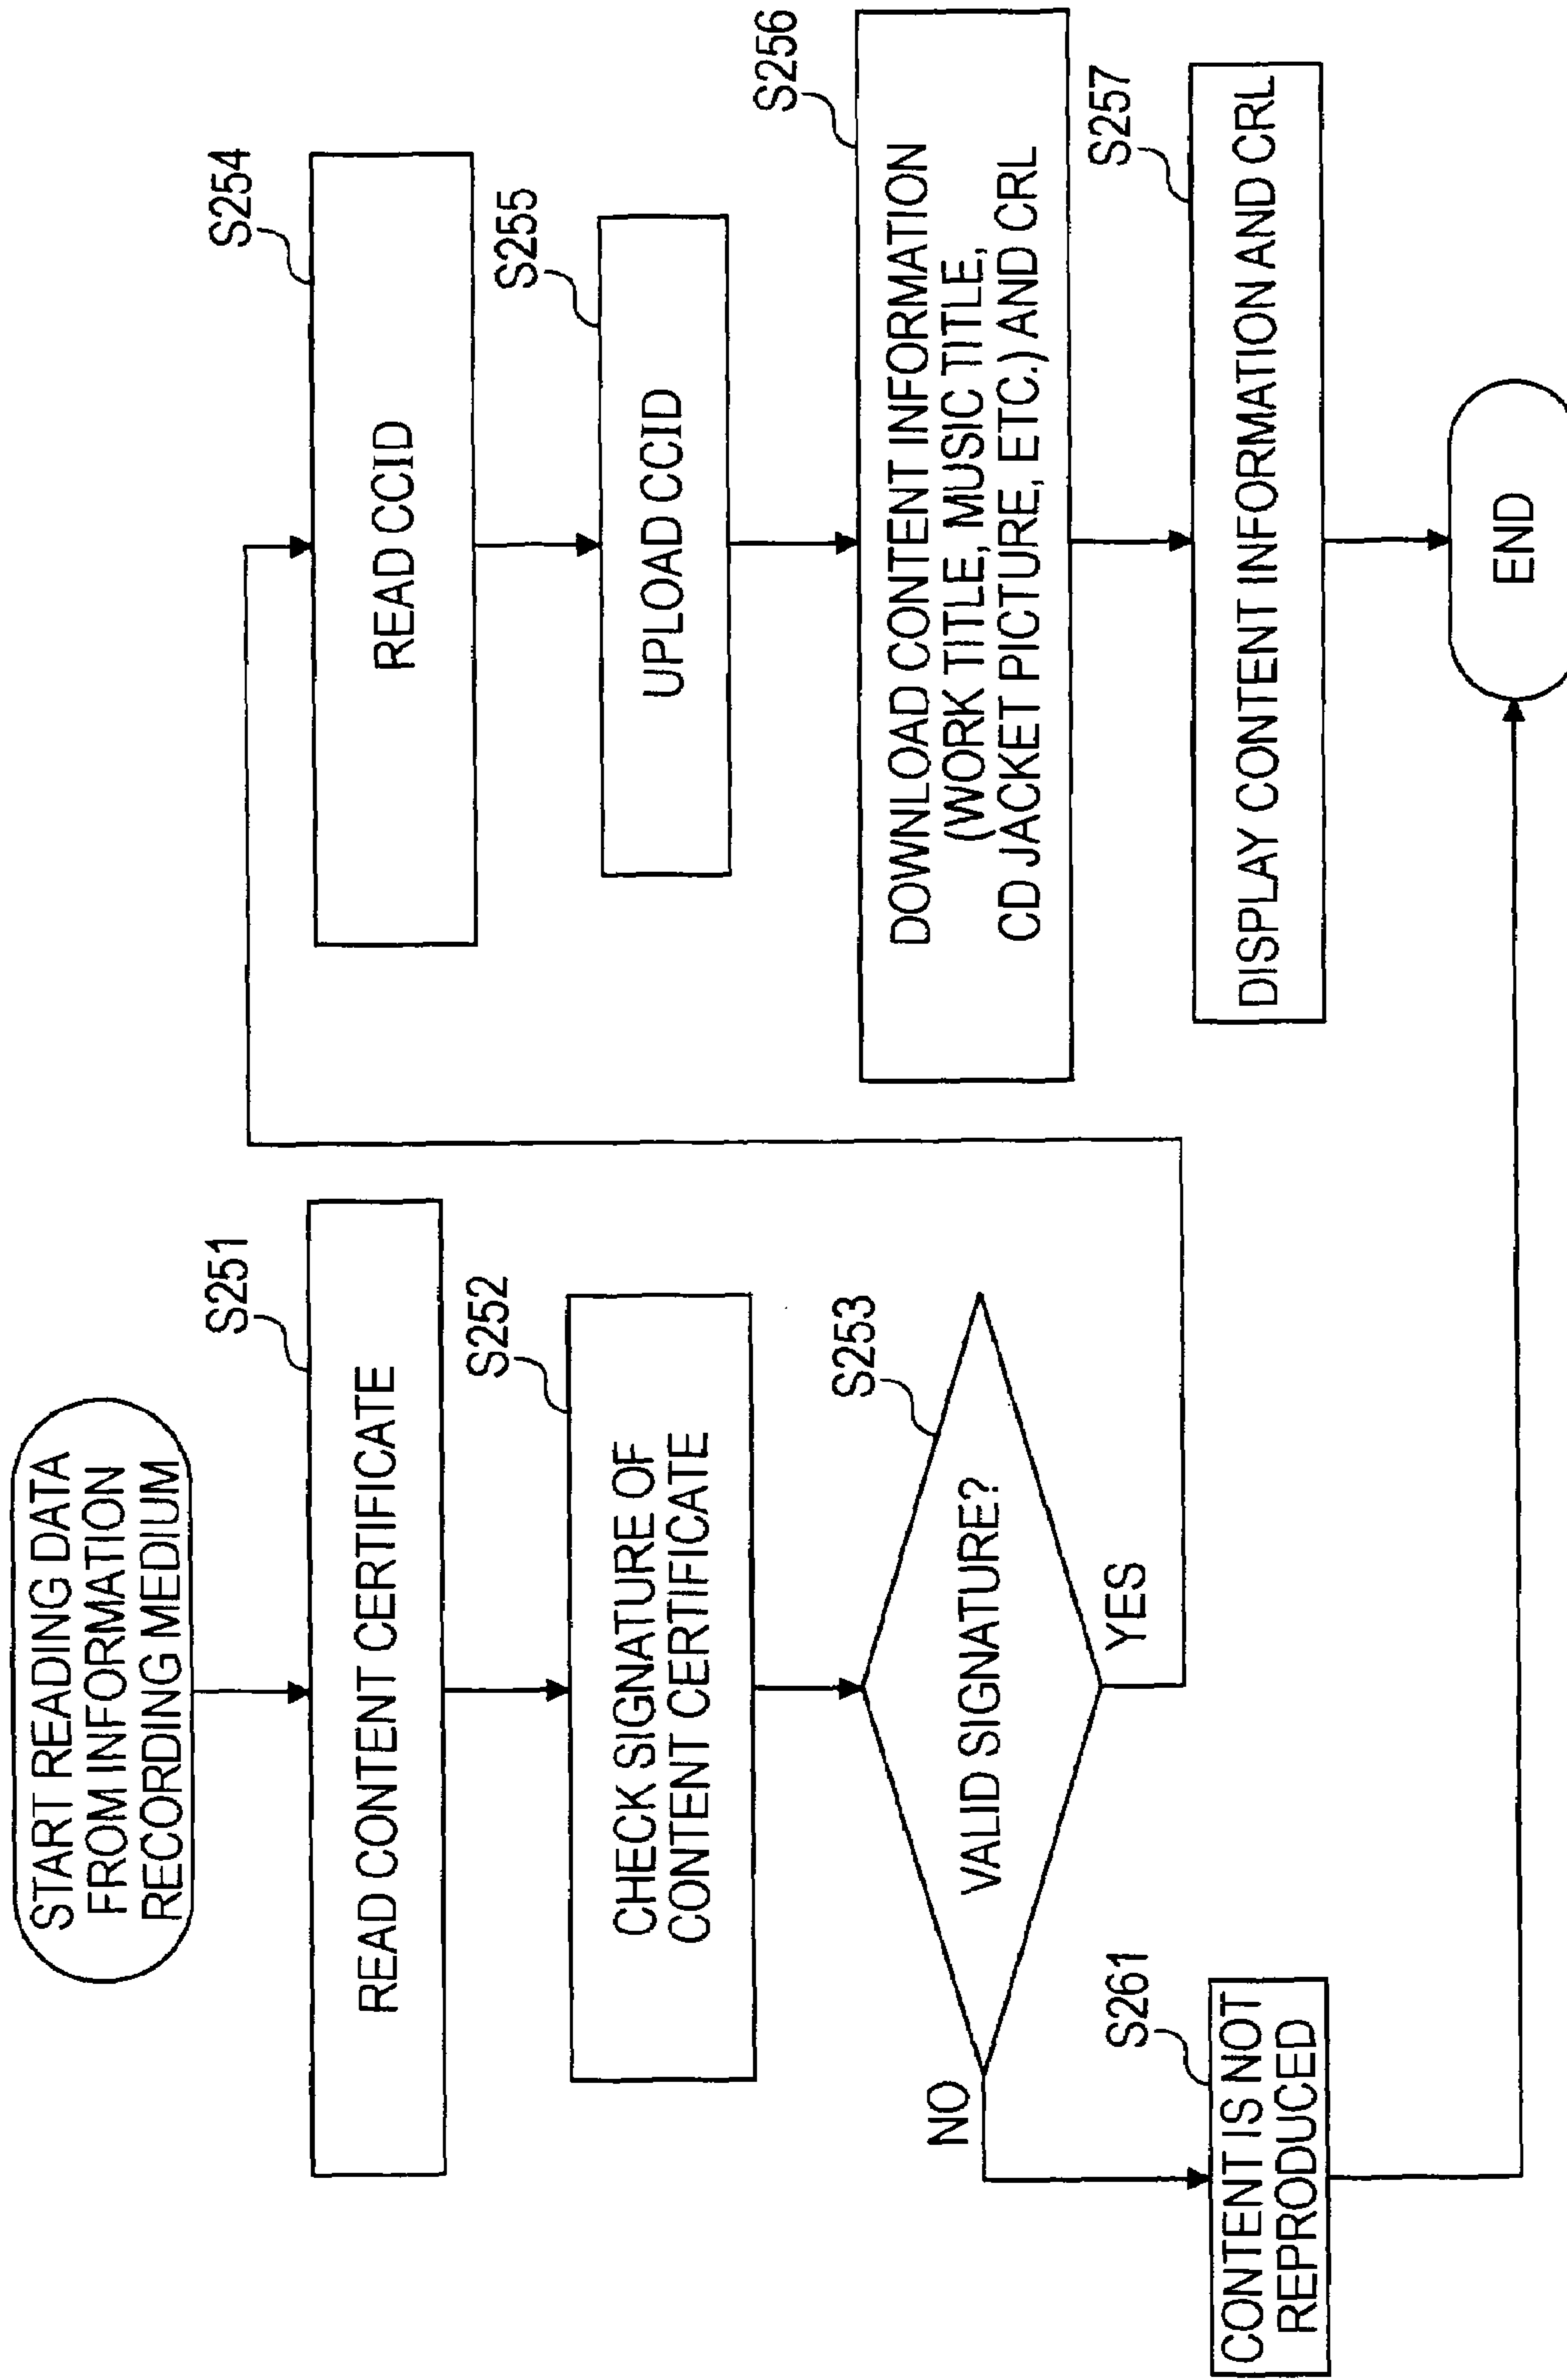 START READING DATA
FROM INFORMATION
RECORDING MEDIUM
S251
READ CONTENT CERTIFICATE
S252
CHECK SIGNATURE OF
CONTENT CERTIFICATE
S253
VALID SIGNATURE?
NO
YES
S261
CONTENT IS NOT
REPRODUCED
S254
READ CCID
S255
UPLOAD CCID
S256
DOWNLOAD CONTENT INFORMATION
(WORK TITLE, MUSIC TITLE,
CD JACKET PICTURE, ETC.) AND CRL
S257
DISPLAY CONTENT INFORMATION AND CRL
END